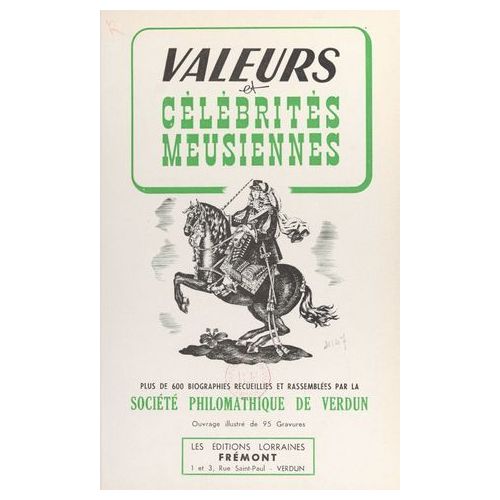 VALEURS
et
CÉLÉBRITÉS
MEUSIENNES
PLUS DE 600 BIOGRAPHIES RECUEILLIES ET RASSEMBLÉES PAR LA
SOCIÉTÉ PHILOMATHIQUE DE VERDUN
Ouvrage illustré de 95 Gravures
LES ÉDITIONS LORRAINES
FRÉMONT
1 et 3, Rue Saint-Paul - VERDUN